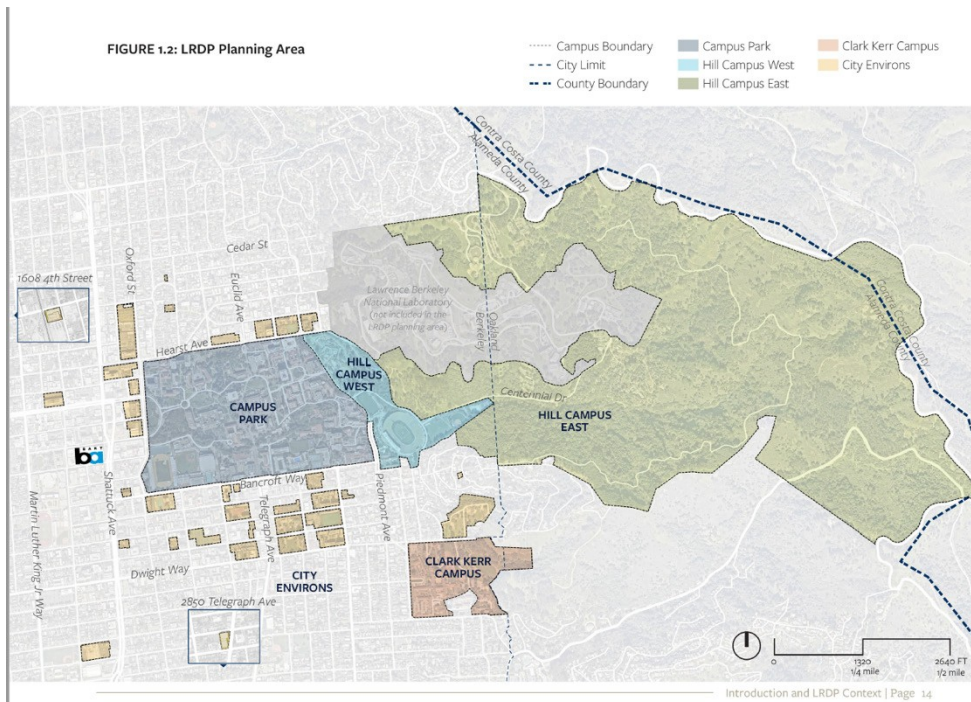 FIGURE 1.2: LRDP Planning Area
Campus Boundary
City Limit
County Boundary
Campus Park
Hill Campus West
Hill Campus East
Clark Kerr Campus
City Environs
Contra Costa County
Alameda County
Cedar St
Oxford St
Euclid Ave
1608 4th Street
Lawrence Berkeley
National Laboratory
(not included in the
LRDP planning area)
Oakland
Berkeley
Contra Costa County
Alameda County
Hearst Ave
HILL
CAMPUS
WEST
Centennial Dr
CAMPUS
PARK
HILL CAMPUS
EAST
BART
ba
Bancroft Way
Shattuck Ave
Telegraph Ave
Piedmont Ave
Martin Luther King Jr Way
Dwight Way
CITY
ENVIRONS
CLARK KERR
CAMPUS
2850 Telegraph Ave
0
1320
1/4 mile
2640 FT
1/2 mile
Introduction and LRDP Context | Page 14